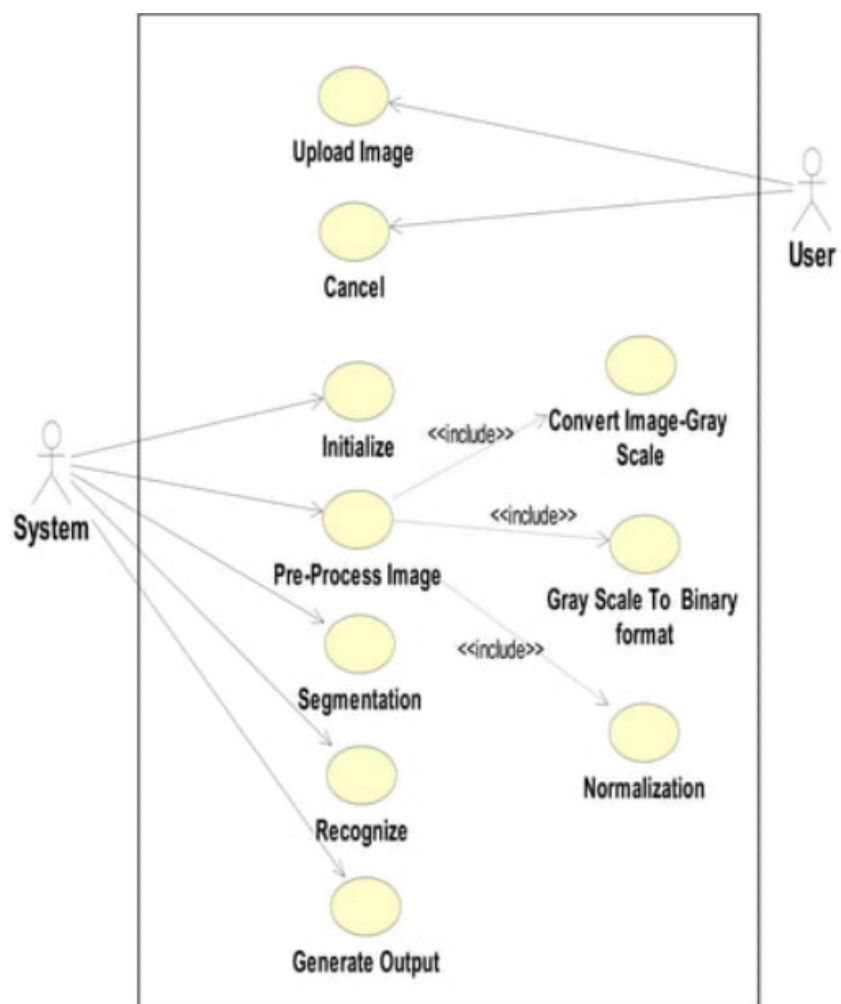 Upload Image
User
Cancel
Initialize
<<include>>
Convert Image-Gray
Scale
System
<<include>>
Pre-Process Image
Gray Scale To Binary
format
<<include>>
Segmentation
Normalization
Recognize
Generate Output